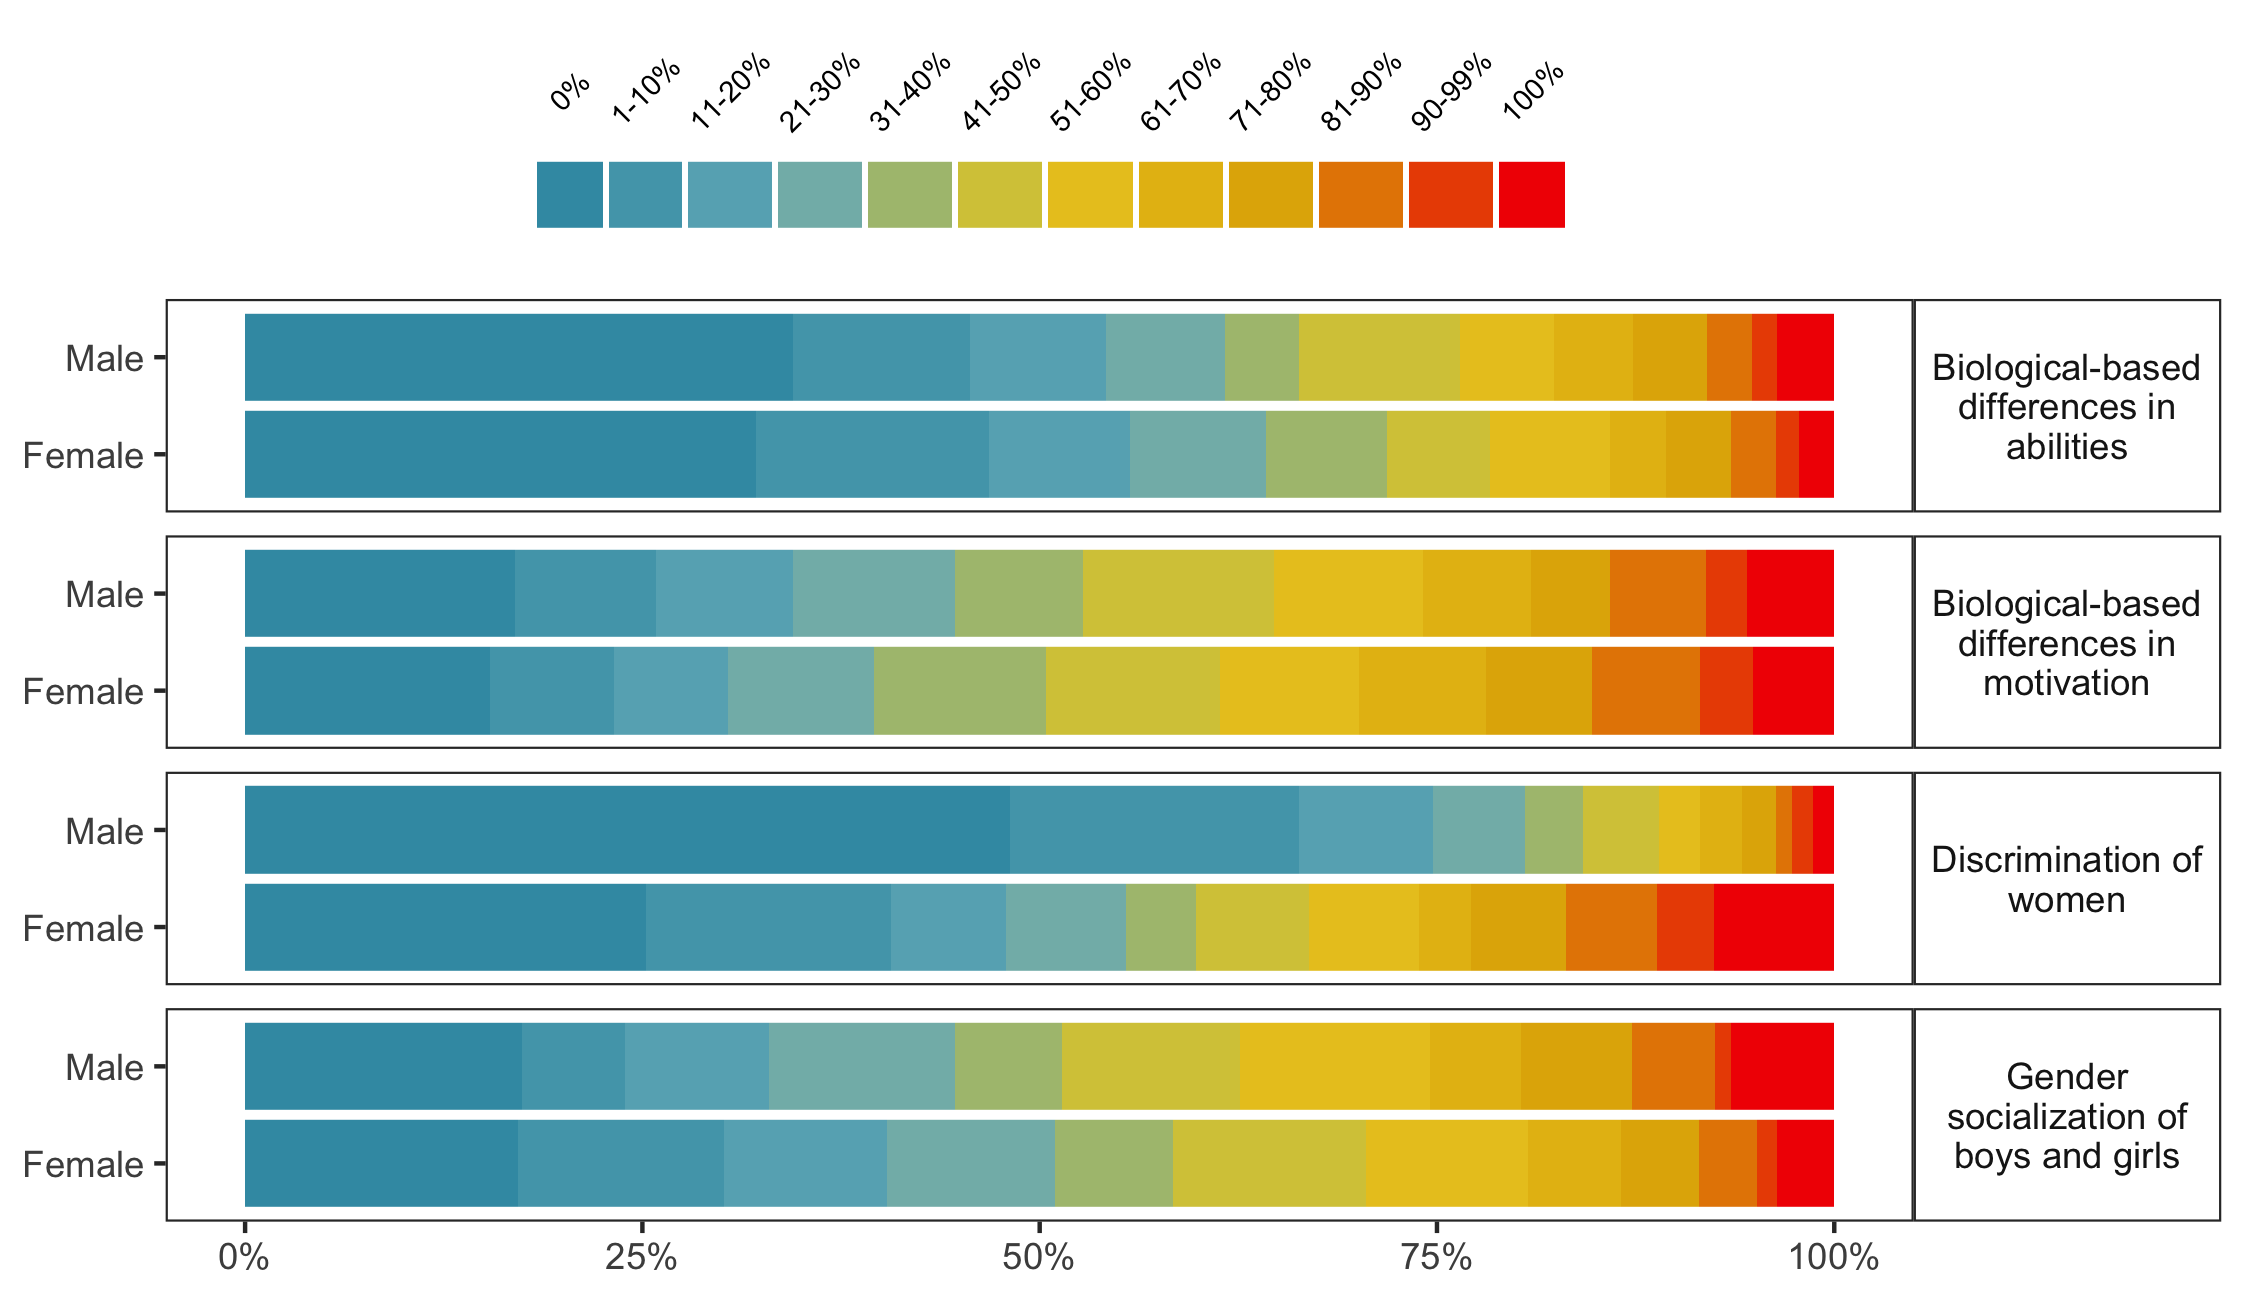 0%
1-10%
11-20%
21-30%
31-40%
41-50%
51-60%
61-70%
71-80%
81-90%
90-99%
100%
Male
Female
Biological-based
differences in
abilities
Male
Female
Biological-based
differences in
motivation
Male
Female
Discrimination of
women
Male
Female
Gender
socialization of
boys and girls
0% 25% 50% 75% 100%